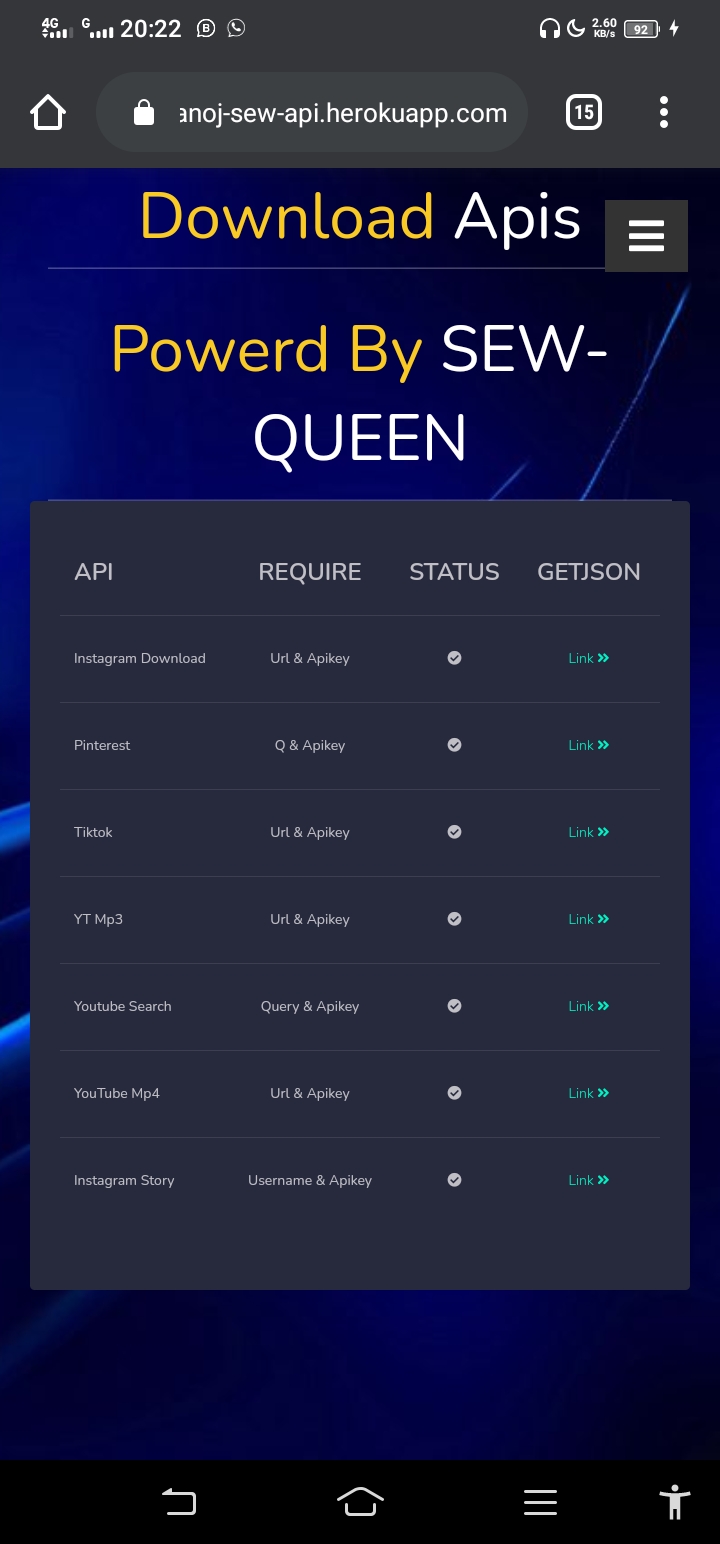 4G G 20:22 2.60 KB/s 92
anoj-sew-api.herokuapp.com 15
Download Apis
Powerd By SEW-
QUEEN
API REQUIRE STATUS GETJSON
Instagram Download Url & Apikey Link
Pinterest Q & Apikey Link
Tiktok Url & Apikey Link
YT Mp3 Url & Apikey Link
Youtube Search Query & Apikey Link
YouTube Mp4 Url & Apikey Link
Instagram Story Username & Apikey Link